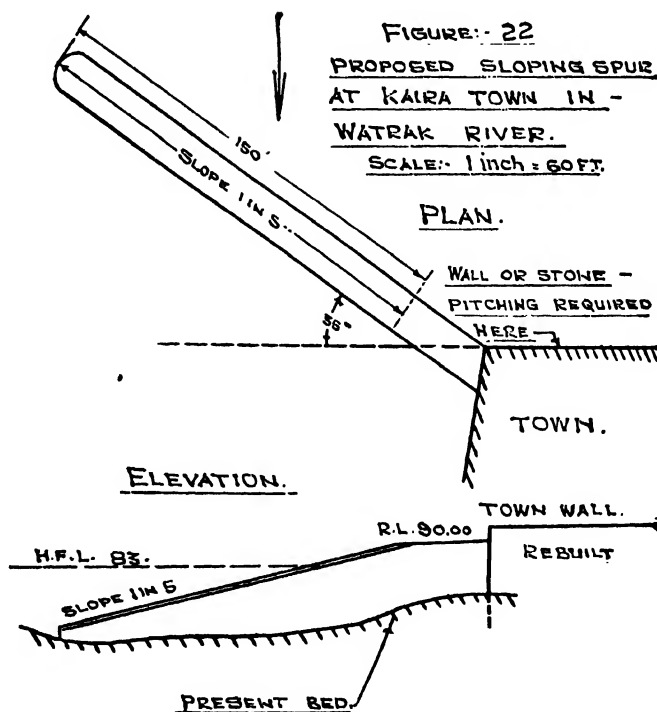 FIGURE:- 22
PROPOSED SLOPING SPUR
AT KAIRA TOWN IN -
WATRAK RIVER.
SCALE:- 1 inch = 60 FT.
PLAN.
150'
SLOPE 1 IN 5
WALL OR STONE -
PITCHING REQUIRED
HERE
36°
TOWN.
ELEVATION.
TOWN WALL.
R.L. 90.00
REBUILT
H.F.L. 83.
SLOPE 1 IN 5
PRESENT BED.